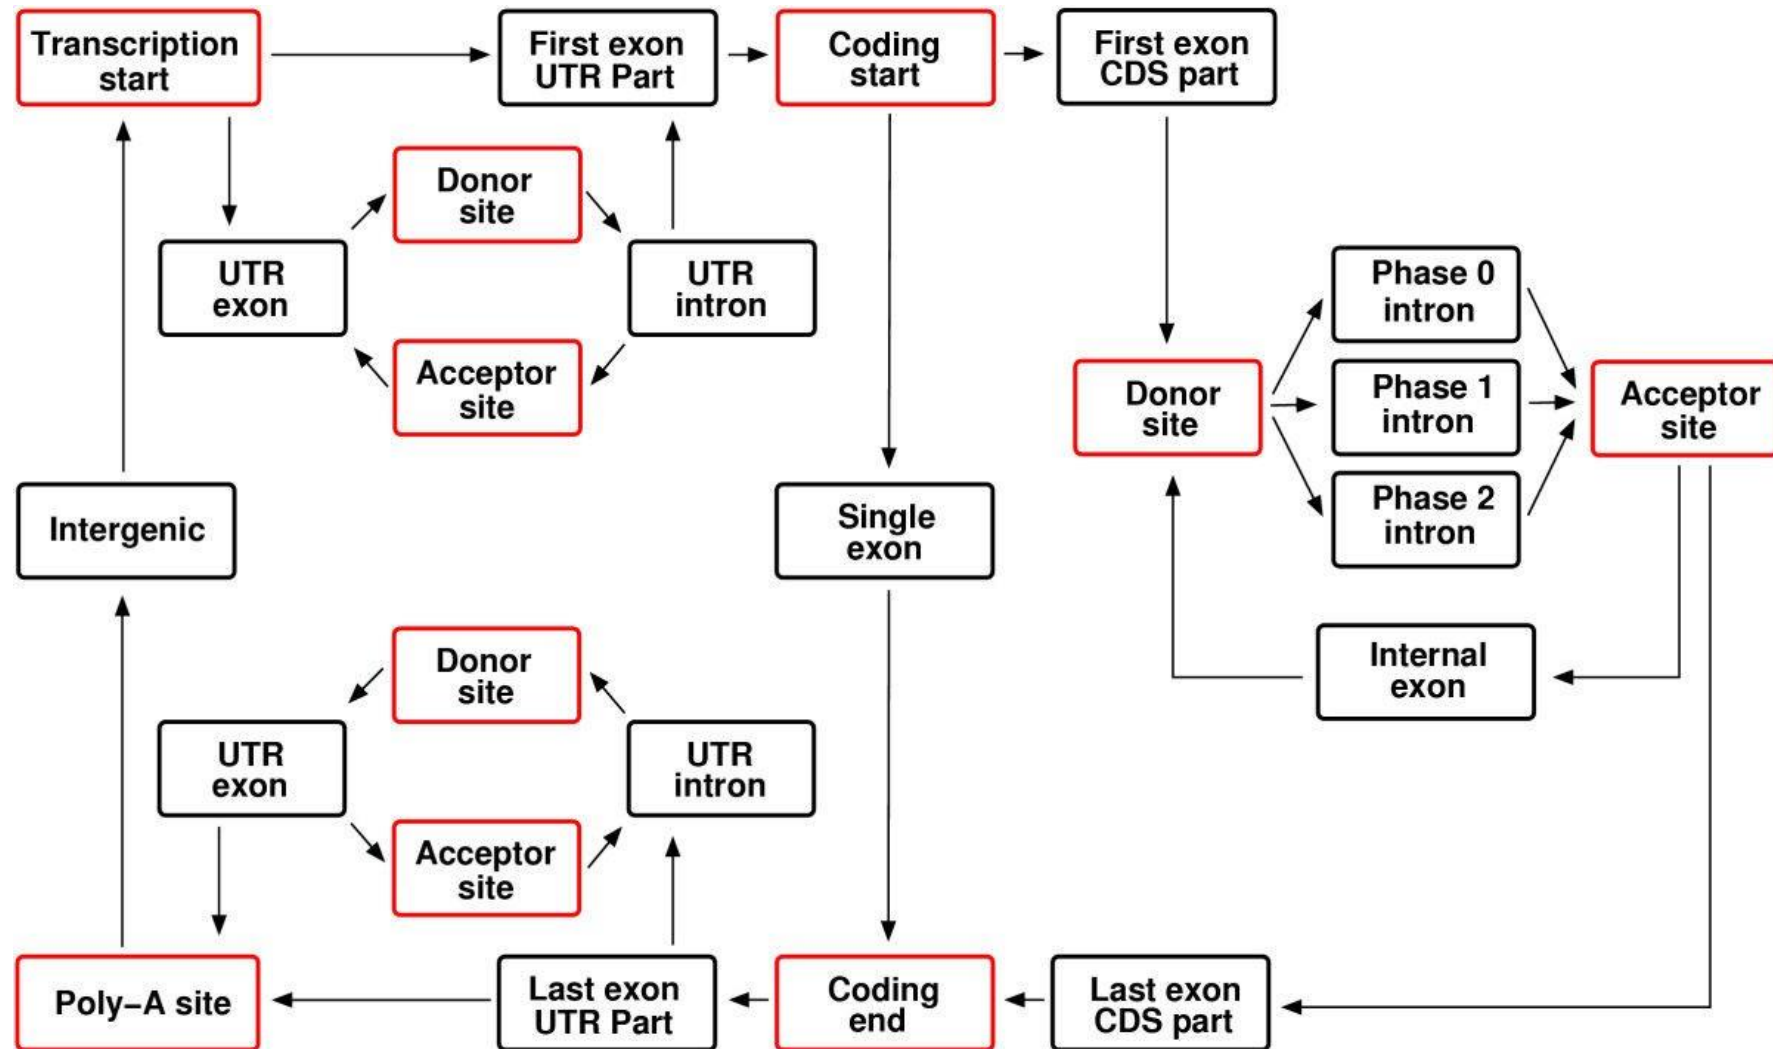 Transcription
start
First exon
UTR Part
Coding
start
First exon
CDS part
Donor
site
UTR
exon
UTR
intron
Acceptor
site
Phase 0
intron
Donor
site
Phase 1
intron
Acceptor
site
Phase 2
intron
Intergenic
Single
exon
Donor
site
Internal
exon
UTR
exon
UTR
intron
Acceptor
site
Poly−A site
Last exon
UTR Part
Coding
end
Last exon
CDS part